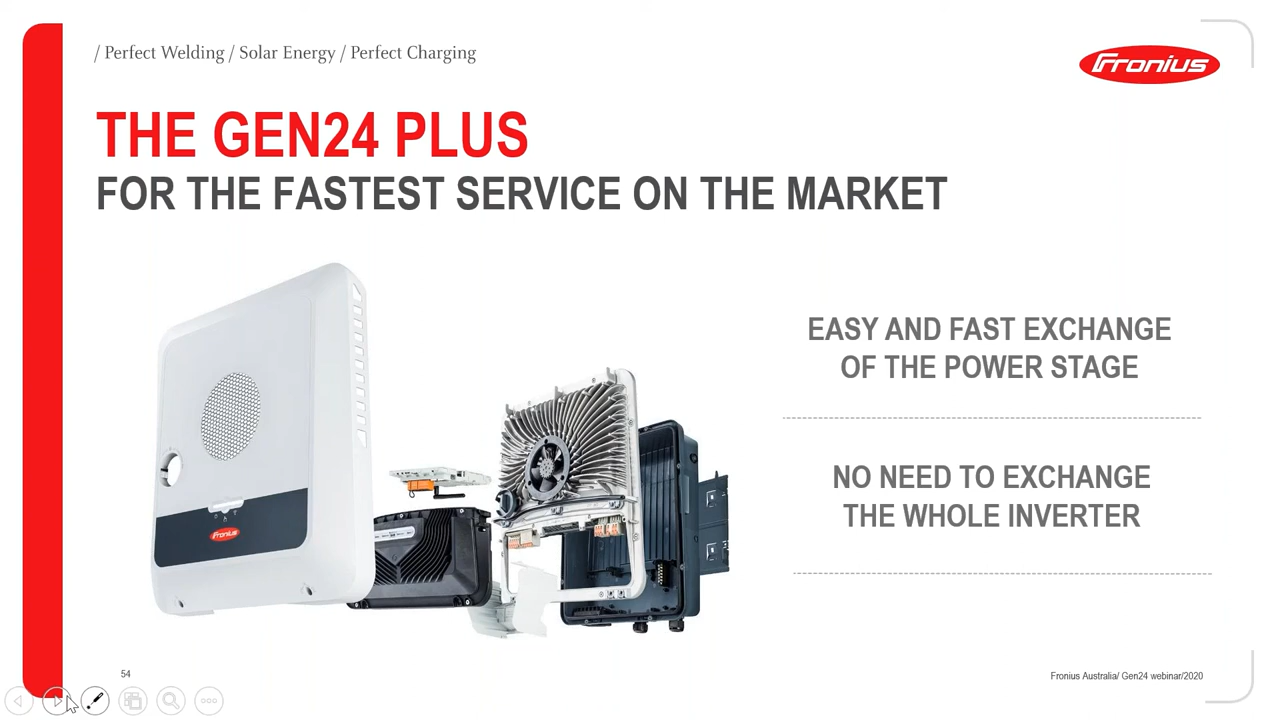 / Perfect Welding / Solar Energy / Perfect Charging
Fronius
THE GEN24 PLUS
FOR THE FASTEST SERVICE ON THE MARKET
EASY AND FAST EXCHANGE
OF THE POWER STAGE
NO NEED TO EXCHANGE
THE WHOLE INVERTER
Fronius
54
Fronius Australia/ Gen24 webinar/2020